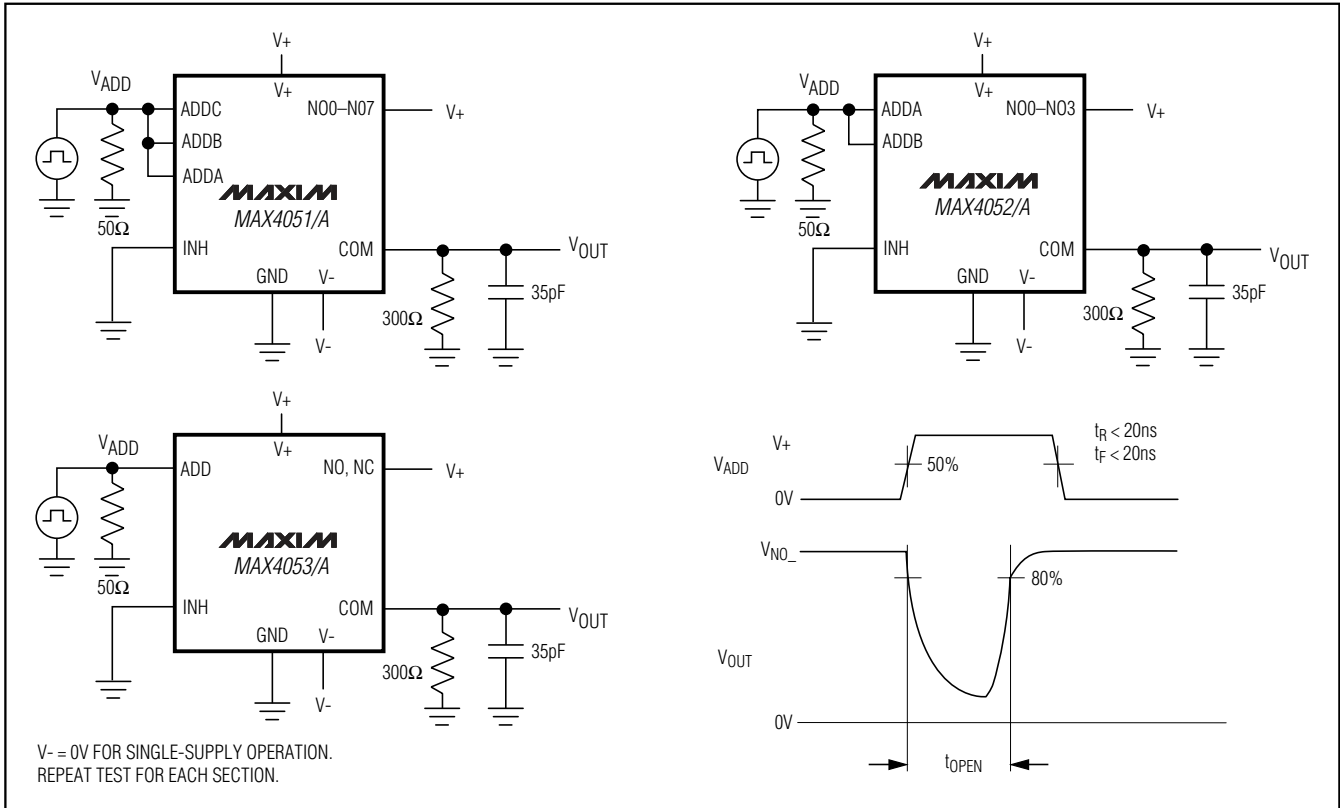 V+
VADD
V+
ADDC
NO0–N07
V+
ADDB
ADDA
MAXIM
MAX4051/A
50Ω
INH
COM
VOUT
GND
V-
300Ω
35pF
V-
V+
VADD
V+
ADDA
NO0–NO3
V+
ADDB
MAXIM
MAX4052/A
50Ω
INH
COM
VOUT
GND
V-
300Ω
35pF
V-
V+
VADD
V+
ADD
NO, NC
V+
MAXIM
MAX4053/A
50Ω
INH
COM
VOUT
GND
V-
300Ω
35pF
V-
V- = 0V FOR SINGLE-SUPPLY OPERATION.
REPEAT TEST FOR EACH SECTION.
V+
tR < 20ns
tF < 20ns
VADD
50%
0V
VNO_
80%
VOUT
0V
tOPEN